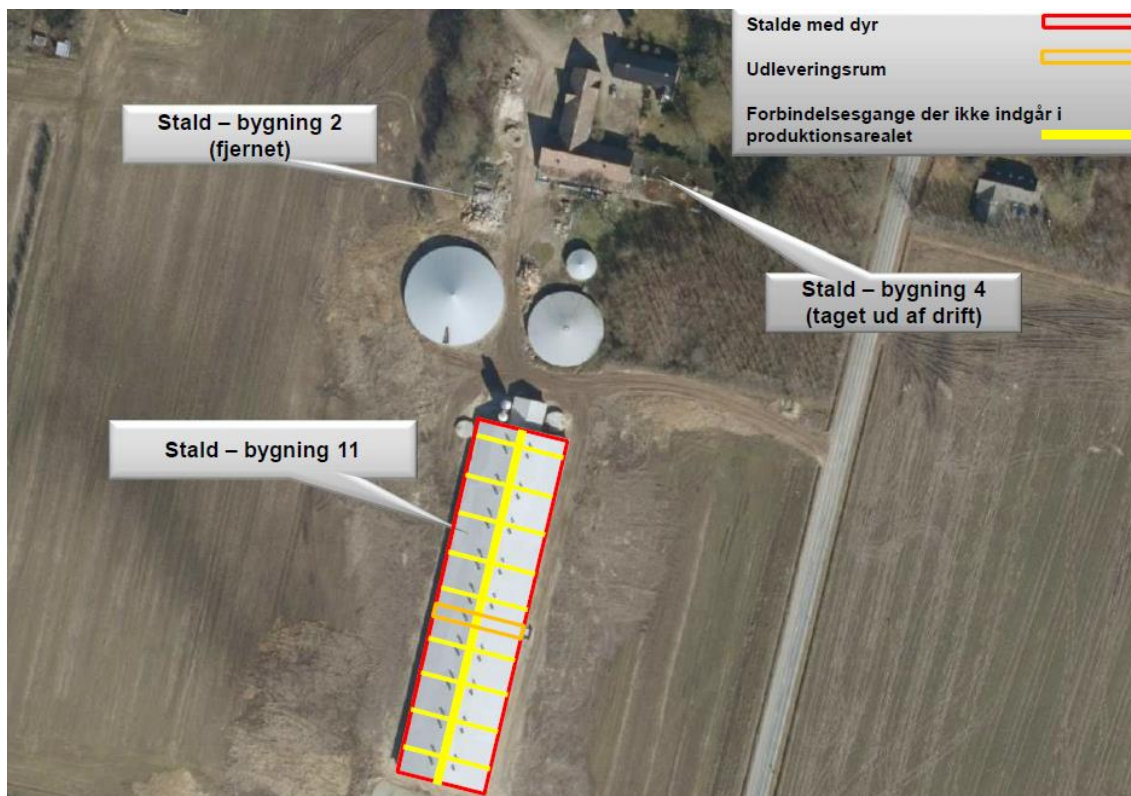 Stalde med dyr
Udleveringsrum
Forbindelsesgange der ikke indgår i
produktionsarealet
Stald – bygning 2
(fjernet)
Stald – bygning 4
(taget ud af drift)
Stald – bygning 11